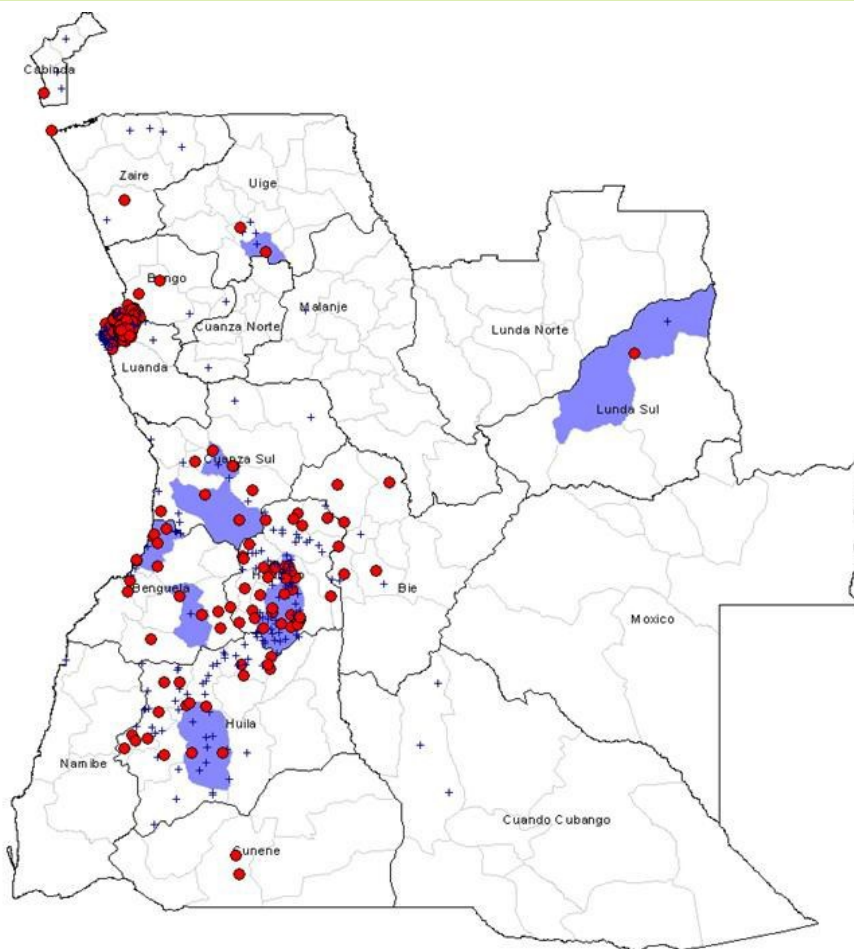 Cabinda
Zaire
Uige
Bengo
Malanje
Cuanza Norte
Lunda Norte
Luanda
Lunda Sul
Cuanza Sul
Benguela
Bie
Moxico
Huila
Namibe
Cuando Cubango
Cunene